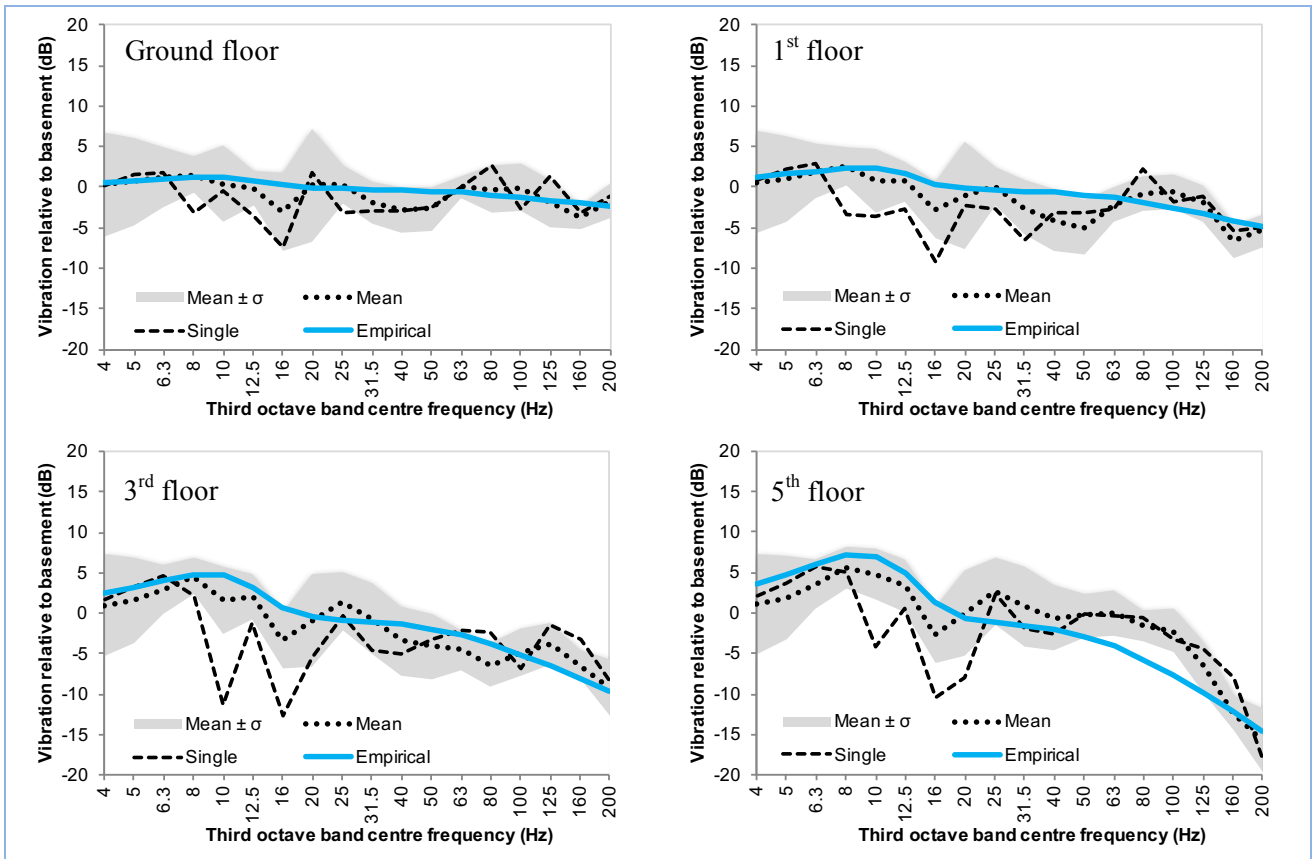 Ground floor
Vibration relative to basement (dB)
20
15
10
5
0
-5
-10
-15
-20
Mean ± σ Mean
Single Empirical
4 5 6.3 8 10 12.5 16 20 25 31.5 40 50 63 80 100 125 160 200
Third octave band centre frequency (Hz)
1st floor
Vibration relative to basement (dB)
20
15
10
5
0
-5
-10
-15
-20
Mean ± σ Mean
Single Empirical
4 5 6.3 8 10 12.5 16 20 25 31.5 40 50 63 80 100 125 160 200
Third octave band centre frequency (Hz)
3rd floor
Vibration relative to basement (dB)
20
15
10
5
0
-5
-10
-15
-20
Mean ± σ Mean
Single Empirical
4 5 6.3 8 10 12.5 16 20 25 31.5 40 50 63 80 100 125 160 200
Third octave band centre frequency (Hz)
5th floor
Vibration relative to basement (dB)
20
15
10
5
0
-5
-10
-15
-20
Mean ± σ Mean
Single Empirical
4 5 6.3 8 10 12.5 16 20 25 31.5 40 50 63 80 100 125 160 200
Third octave band centre frequency (Hz)